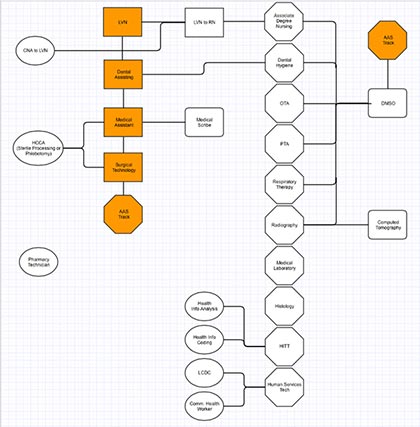 LVN
LVN to RN
Associate
Degree
Nursing
AAS
Track
CNA to LVN
Dental
Assisting
Dental
Hygiene
OTA
DMSO
Medical
Assistant
Medical
Scribe
HCCA
(Sterile Processing or
Phlebotomy)
PTA
Surgical
Technology
Respiratory
Therapy
AAS
Track
Radiography
Computed
Tomography
Pharmacy
Technician
Medical
Laboratory
Health
Info Analysis
Histology
Health Info
Coding
HITT
LCDC
Human Services
Tech
Comm. Health
Worker